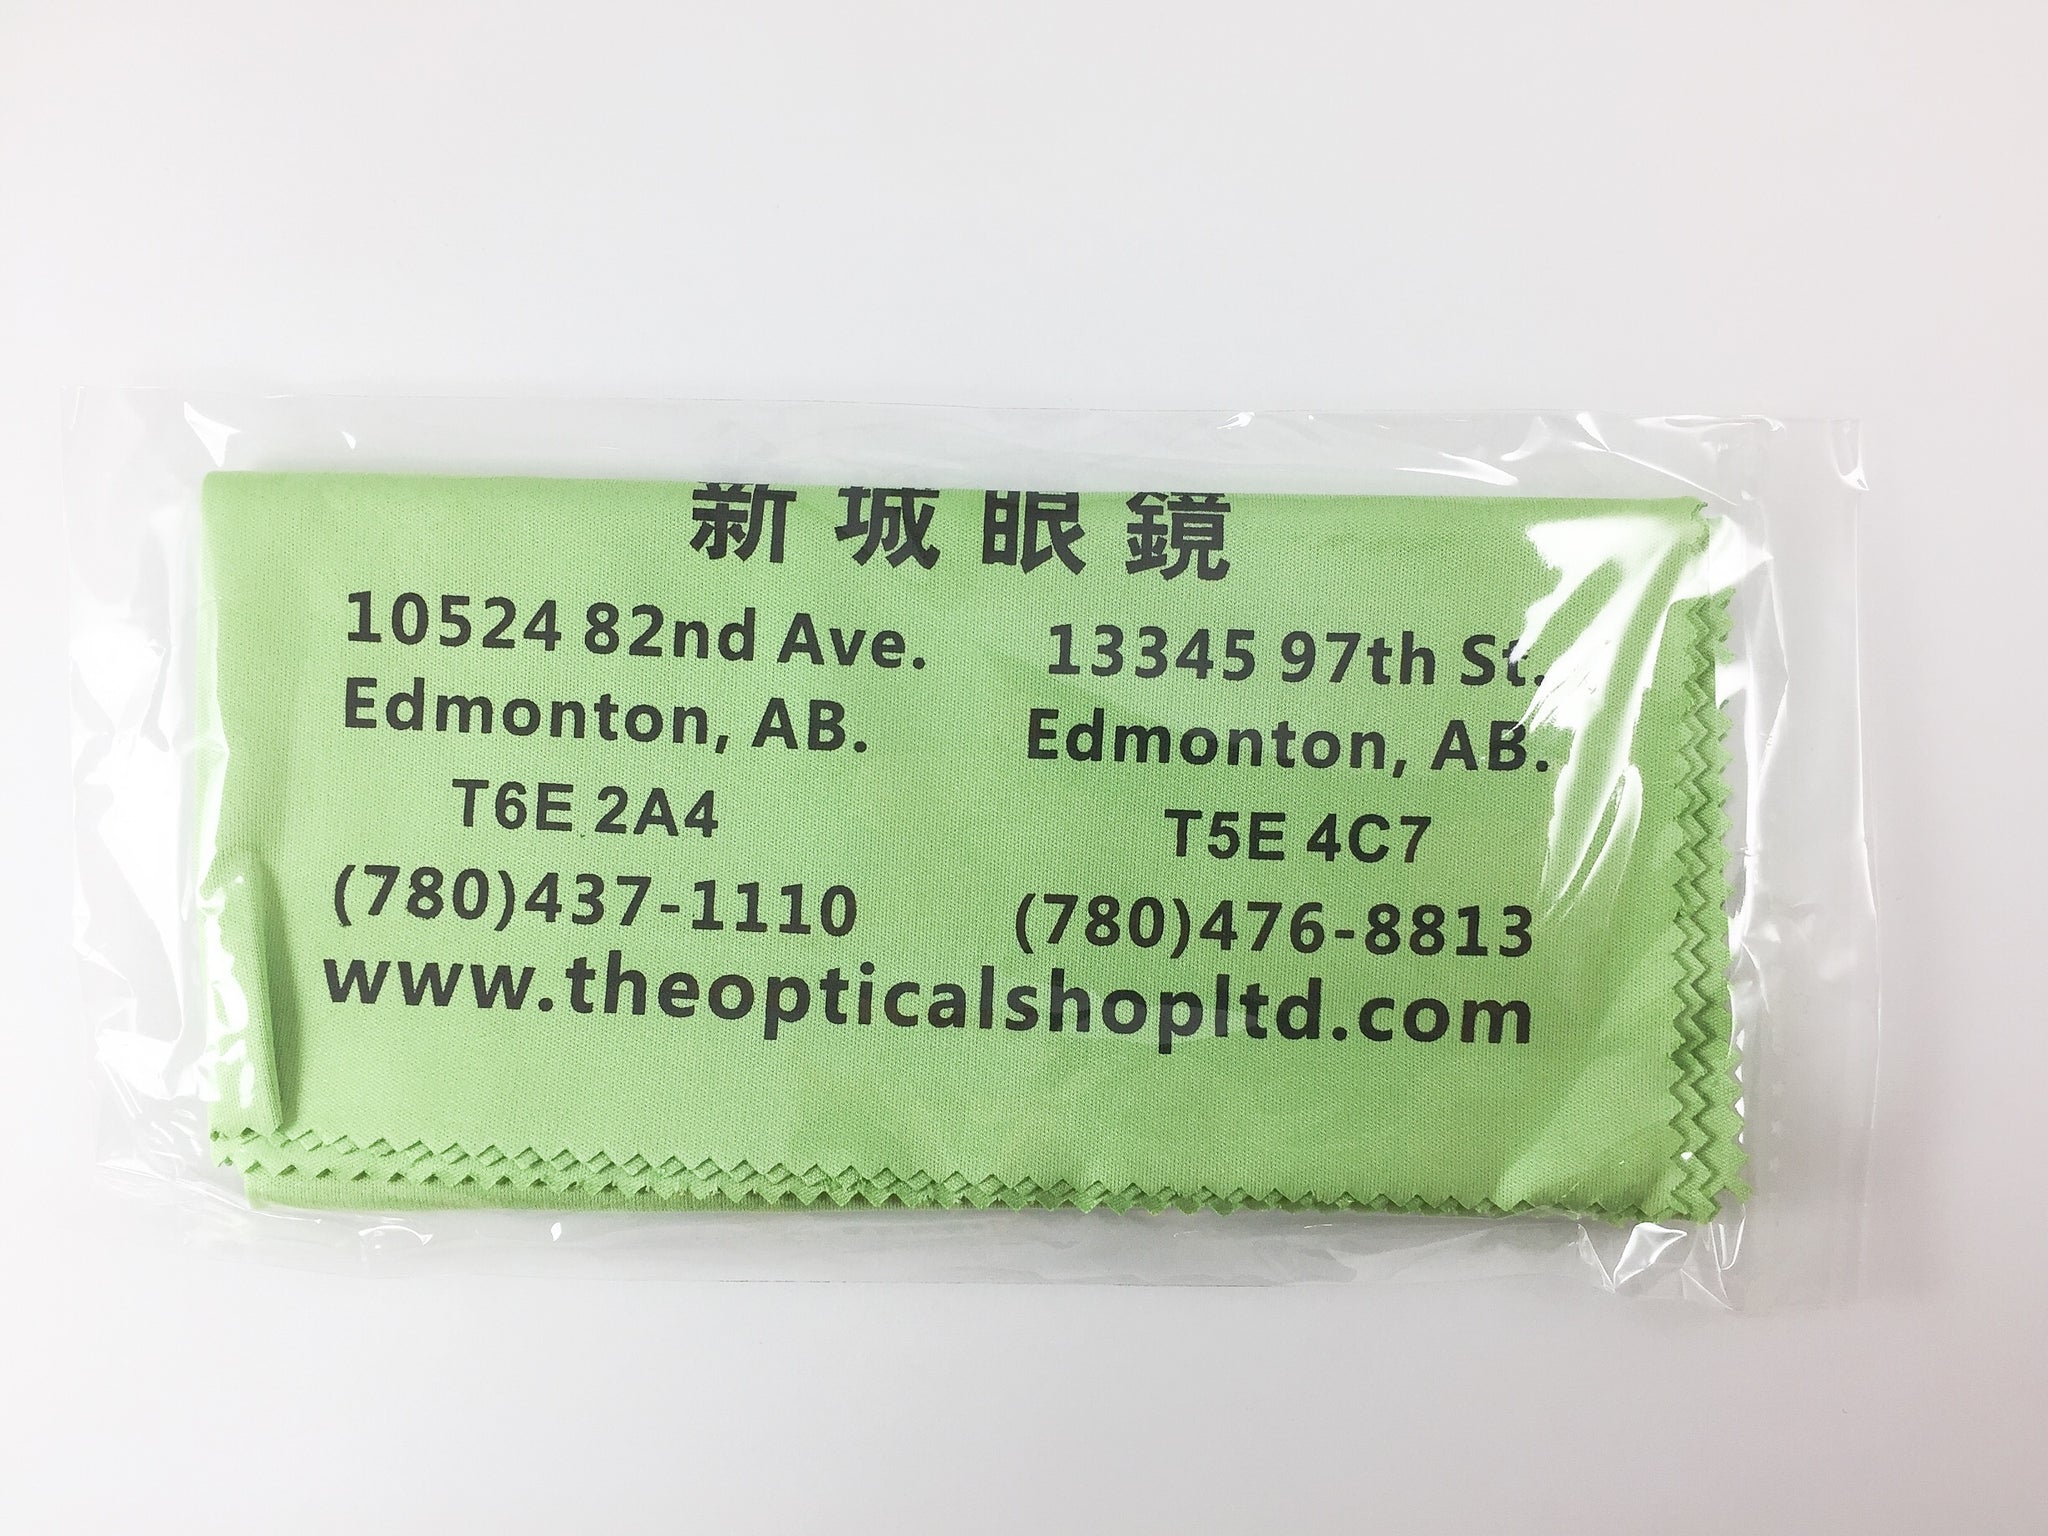 新城眼鏡
10524 82nd Ave.
Edmonton, AB.
T6E 2A4
(780)437-1110
13345 97th St.
Edmonton, AB.
T5E 4C7
(780)476-8813
www.theopticalshopltd.com